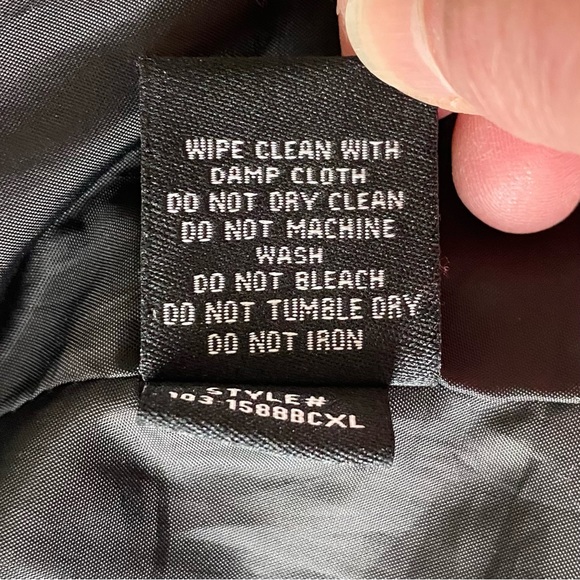 WIPE CLEAN WITH
DAMP CLOTH
DO NOT DRY CLEAN
DO NOT MACHINE
WASH
DO NOT BLEACH
DO NOT TUMBLE DRY
DO NOT IRON
STYLE#
193-1588BCXL